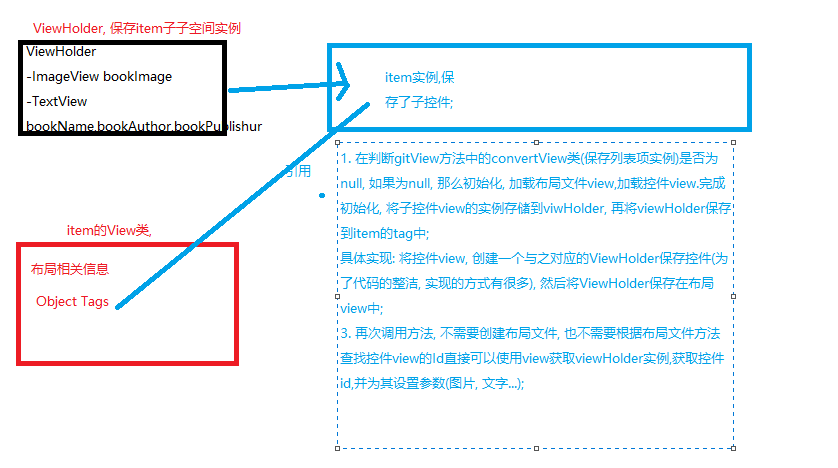 ViewHolder, 保存item子子空间实例
ViewHolder
-ImageView bookImage
-TextView
bookName.bookAuthor.bookPublishur
item实例,保
存了子控件;
引用
item的View类,
布局相关信息
Object Tags
1. 在判断gitView方法中的convertView类(保存列表项实例)是否为
null, 如果为null, 那么初始化, 加载布局文件view,加载控件view.完成
初始化, 将子控件view的实例存储到viwHolder, 再将viewHolder保存
到item的tag中;
具体实现: 将控件view, 创建一个与之对应的ViewHolder保存控件(为
了代码的整洁, 实现的方式有很多), 然后将ViewHolder保存在布局
view中;
3. 再次调用方法, 不需要创建布局文件, 也不需要根据布局文件方法
查找控件view的Id直接可以使用view获取viewHolder实例,获取控件
id,并为其设置参数(图片, 文字...);